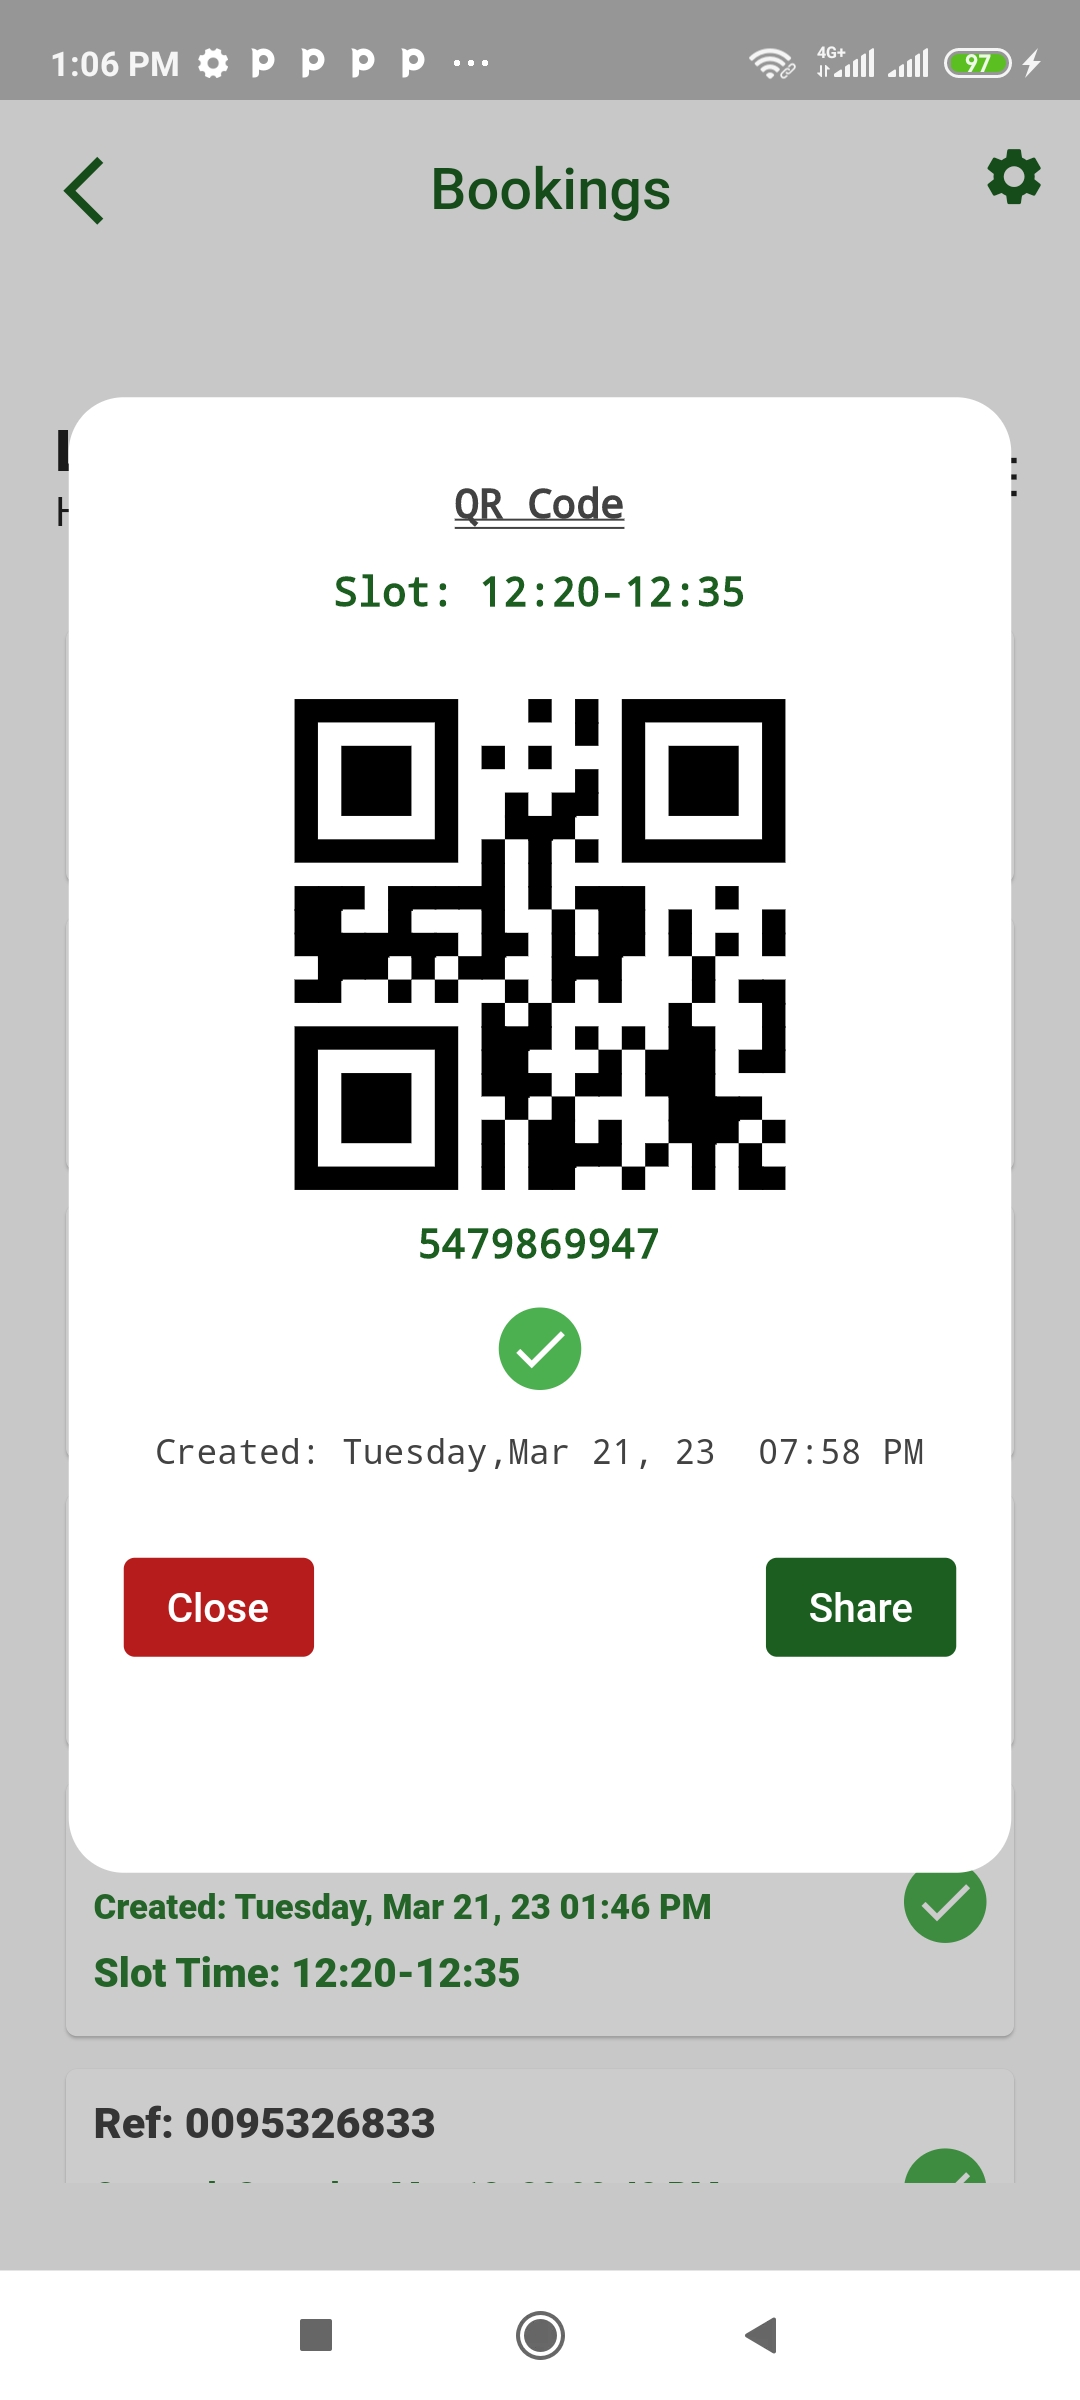 1:06 PM
4G+
97
Bookings
QR Code
Slot: 12:20-12:35
5479869947
Created: Tuesday,Mar 21, 23  07:58 PM
Close
Share
Created: Tuesday, Mar 21, 23 01:46 PM
Slot Time: 12:20-12:35
Ref: 0095326833